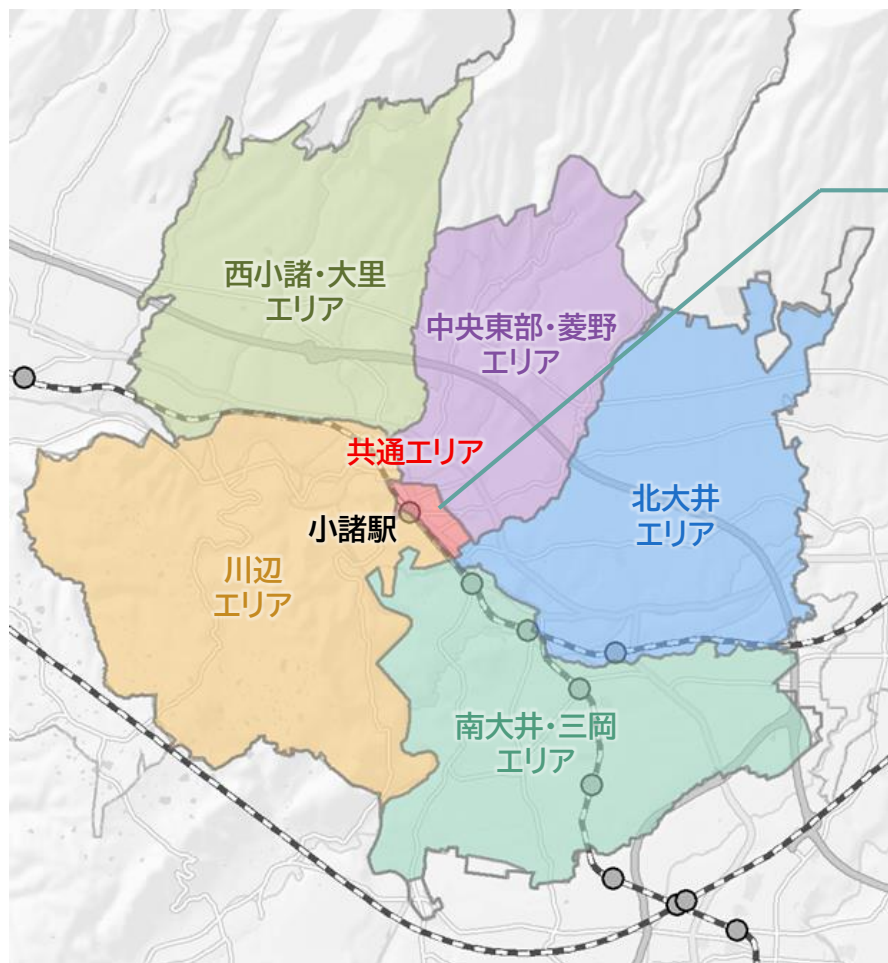 西小諸・大里
エリア
中央東部・菱野
エリア
共通エリア
北大井
エリア
小諸駅
川辺
エリア
南大井・三岡
エリア